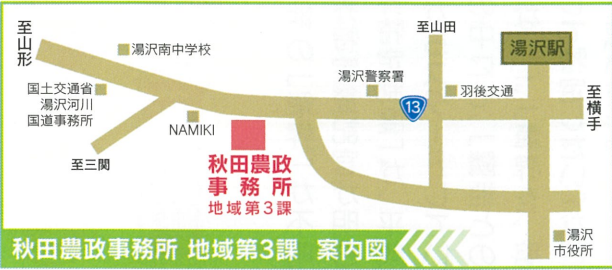 至山形
湯沢南中学校
国土交通省
湯沢河川
国道事務所
NAMIKI
至三関
秋田農政
事務所
地域第3課
湯沢警察署
13
至山田
羽後交通
湯沢駅
至横手
湯沢
市役所
秋田農政事務所 地域第3課 案内図